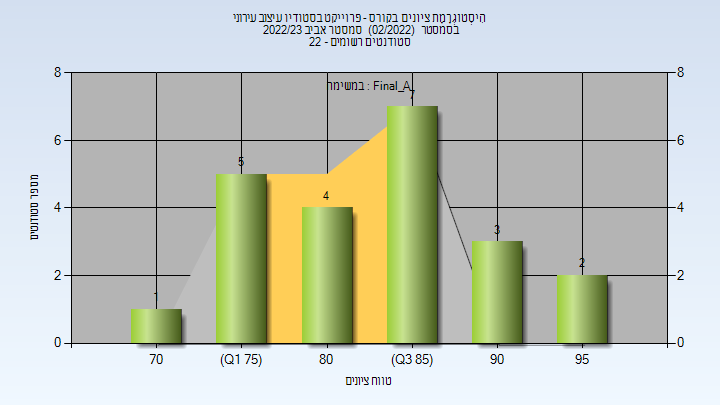 היסטוגרמת ציונים בקורס - פרוייקט בסטודיו עיצוב עירוני
בסמסטר (02/2022) סמסטר אביב 2022/23
סטודנטים רשומים - 22
במשימה : Final_A
8 8
6 6
4 4
2 2
0 0
מספר סטודנטים
1 5 4 7 3 2
70 (Q1 75) 80 (Q3 85) 90 95
טווח ציונים